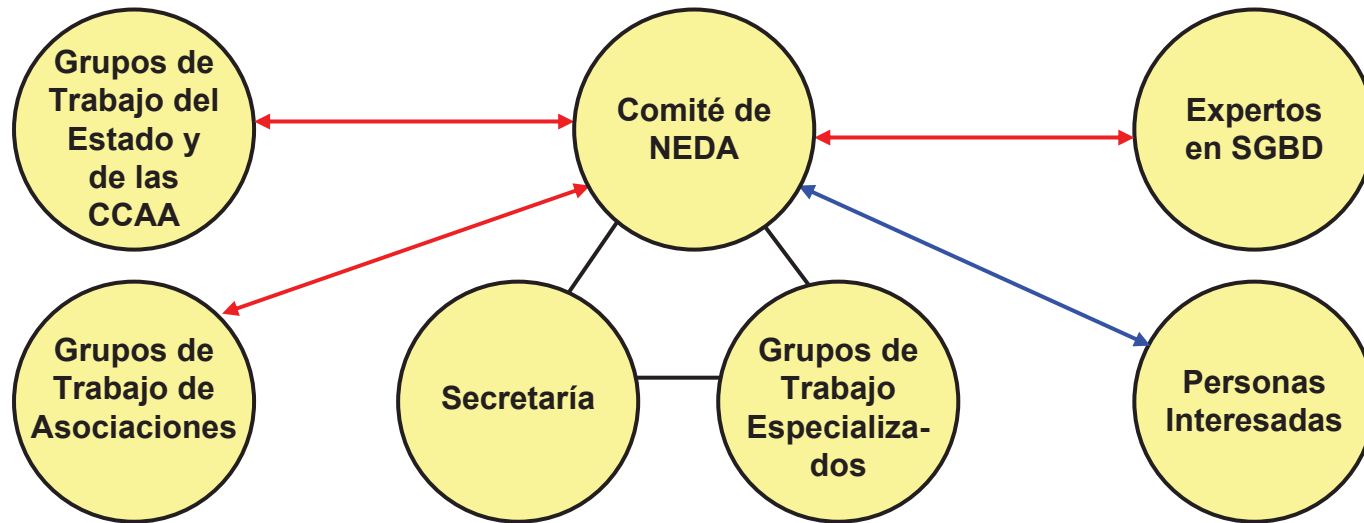 Grupos de
Trabajo del
Estado y
de las
CCAA
Comité de
NEDA
Expertos
en SGBD
Grupos de
Trabajo de
Asociaciones
Secretaría
Grupos de
Trabajo
Especializa-
dos
Personas
Interesadas